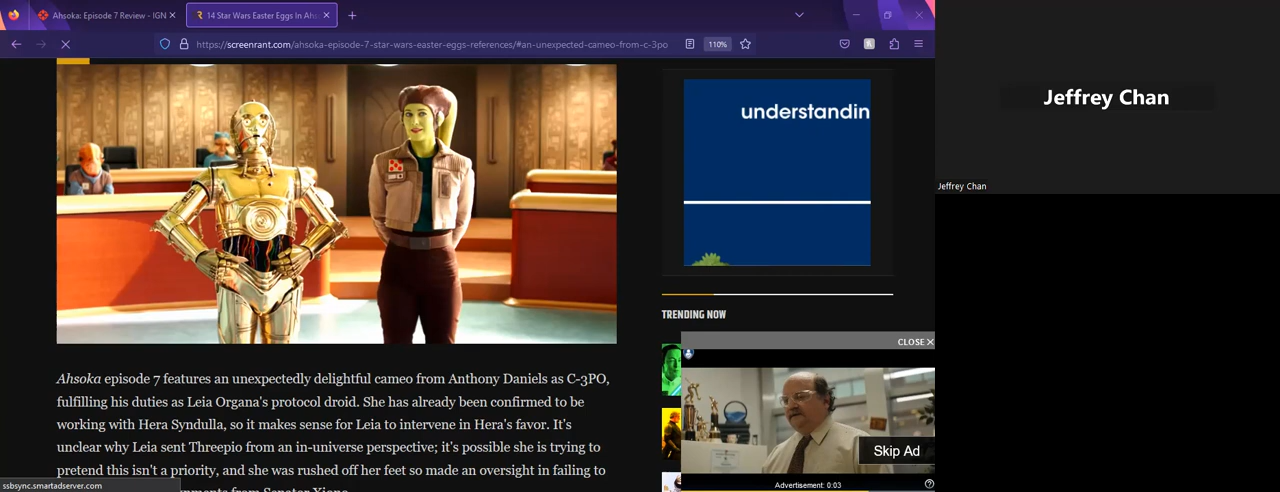 Ahsoka: Episode 7 Review - IGN
14 Star Wars Easter Eggs In Ahs
https://screenrant.com/ahsoka-episode-7-star-wars-easter-eggs-references/#an-unexpected-cameo-from-c-3po
110%
Jeffrey Chan
Jeffrey Chan
understandin
TRENDING NOW
CLOSE
Skip Ad
Advertisement: 0:03
Ahsoka episode 7 features an unexpectedly delightful cameo from Anthony Daniels as C-3PO,
fulfilling his duties as Leia Organa's protocol droid. She has already been confirmed to be
working with Hera Syndulla, so it makes sense for Leia to intervene in Hera's favor. It's
unclear why Leia sent Threepio from an in-universe perspective; it's possible she is trying to
pretend this isn't a priority, and she was rushed off her feet so made an oversight in failing to
from Senator Xiono
ssbsync.smartadserver.com